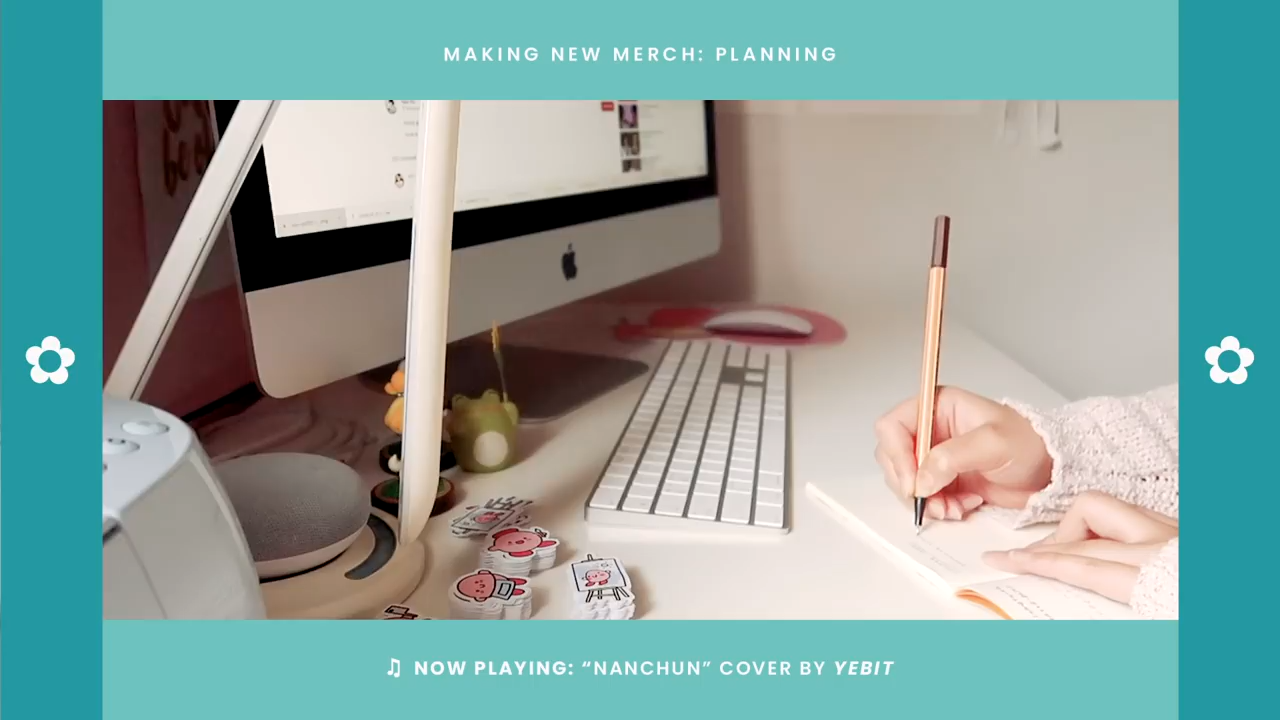 MAKING NEW MERCH: PLANNING
♫ NOW PLAYING: “NANCHUN” COVER BY YEBIT